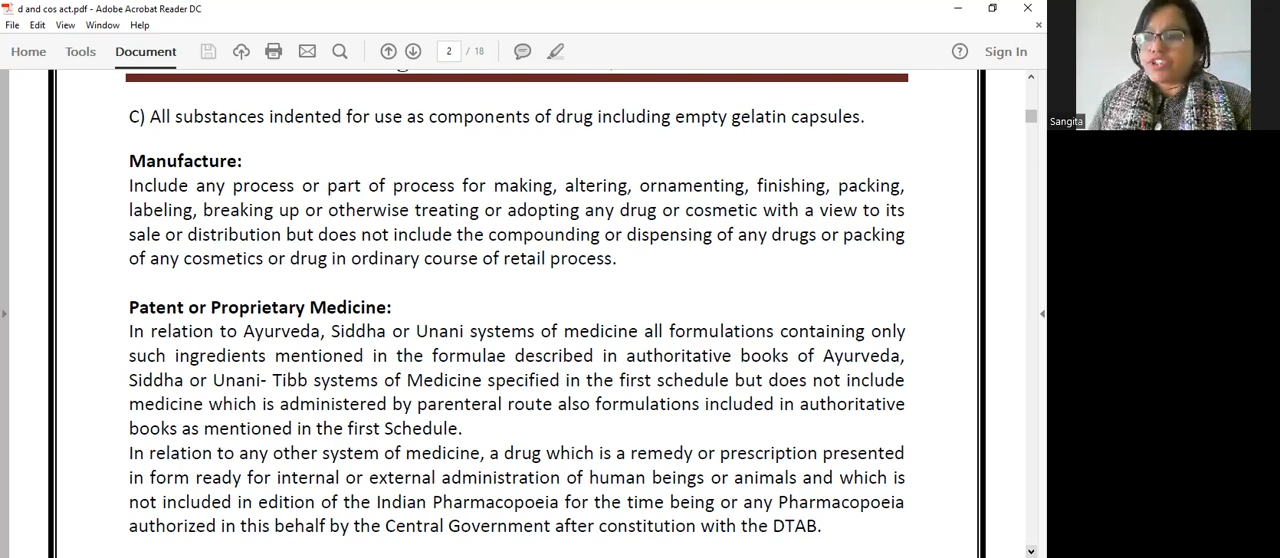 d and cos act.pdf - Adobe Acrobat Reader DC
File Edit View Window Help
Home Tools Document 2 / 18 Sign In
C) All substances indented for use as components of drug including empty gelatin capsules.
Manufacture:
Include any process or part of process for making, altering, ornamenting, finishing, packing,
labeling, breaking up or otherwise treating or adopting any drug or cosmetic with a view to its
sale or distribution but does not include the compounding or dispensing of any drugs or packing
of any cosmetics or drug in ordinary course of retail process.
Patent or Proprietary Medicine:
In relation to Ayurveda, Siddha or Unani systems of medicine all formulations containing only
such ingredients mentioned in the formulae described in authoritative books of Ayurveda,
Siddha or Unani- Tibb systems of Medicine specified in the first schedule but does not include
medicine which is administered by parenteral route also formulations included in authoritative
books as mentioned in the first Schedule.
In relation to any other system of medicine, a drug which is a remedy or prescription presented
in form ready for internal or external administration of human beings or animals and which is
not included in edition of the Indian Pharmacopoeia for the time being or any Pharmacopoeia
authorized in this behalf by the Central Government after constitution with the DTAB.
Sangita